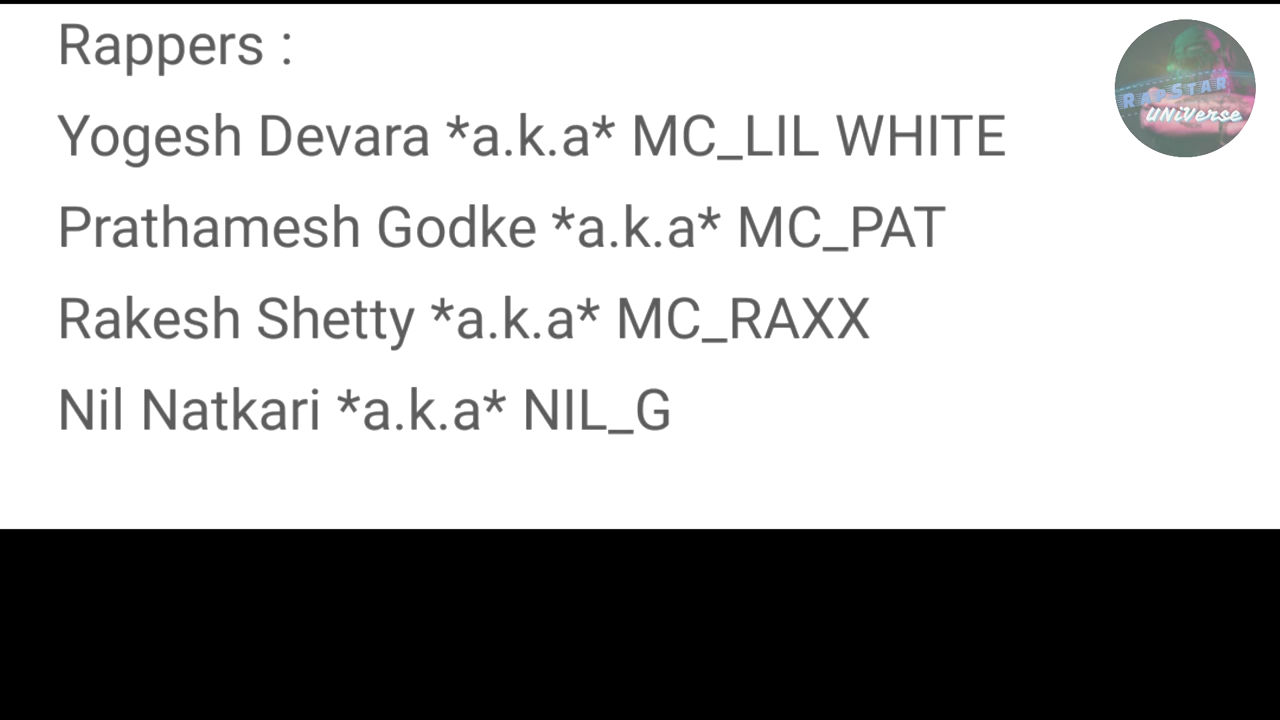 Rappers :
Yogesh Devara *a.k.a* MC_LIL WHITE
Prathamesh Godke *a.k.a* MC_PAT
Rakesh Shetty *a.k.a* MC_RAXX
Nil Natkari *a.k.a* NIL_G
RAPSTAR
UNiVerse